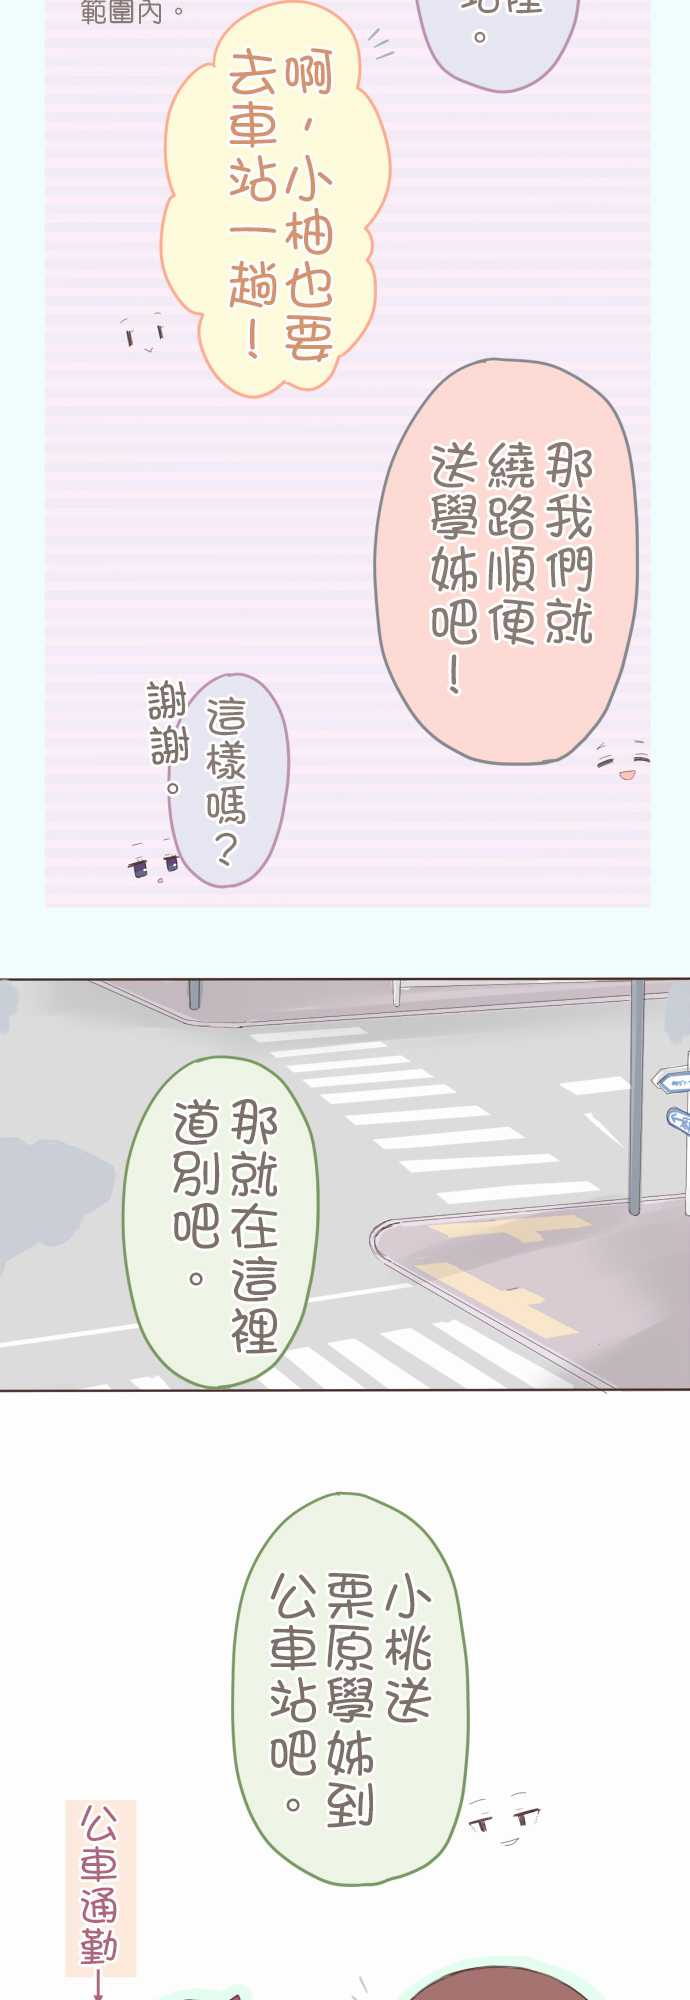 範圍內。
啊，小柚也要
去車站一趟！
那我們就
繞路順便
送學姊吧！
這樣嗎？
謝謝。
那就在這裡
道別吧。
小桃送
栗原學姊到
公車站吧。
公車通勤